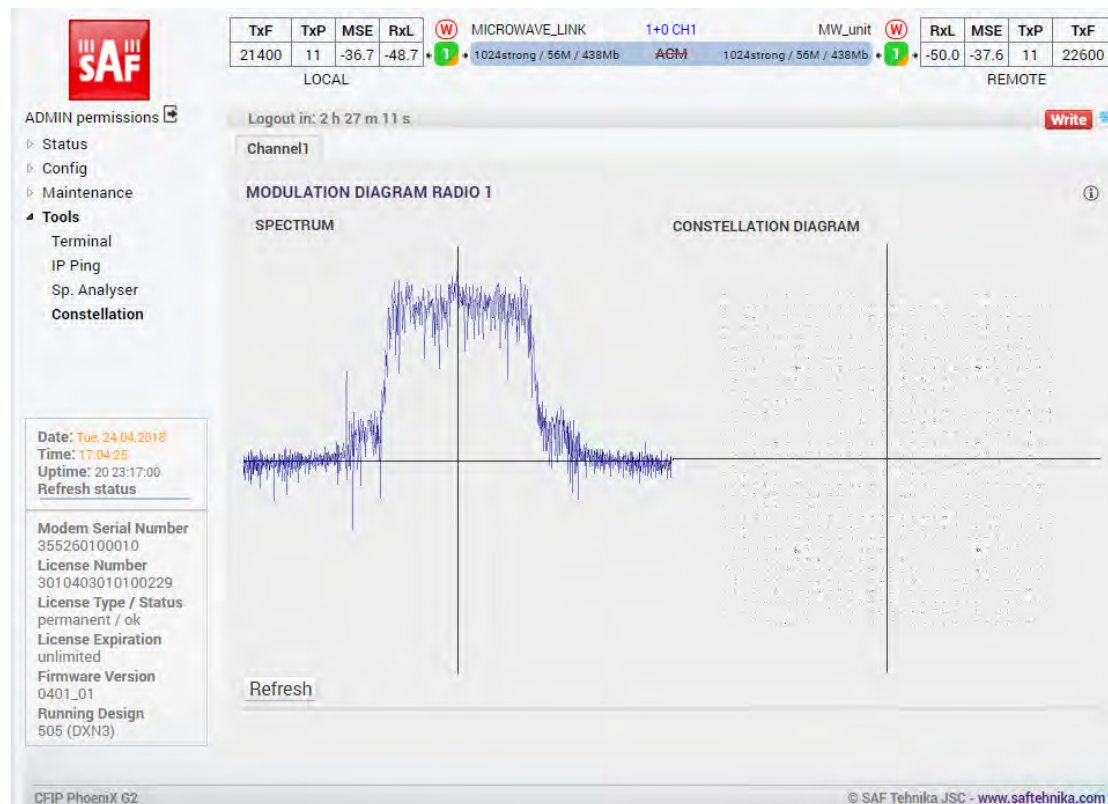 TxF TxP MSE RxL W MICROWAVE_LINK 1+0 CH1 MW_unit W RxL MSE TxP TxF
21400 11 -36.7 -48.7 1 1024strong / 56M / 438Mb ACM 1024strong / 56M / 438Mb 1 -50.0 -37.6 11 22600
LOCAL REMOTE
SAF
ADMIN permissions
Status
Config
Maintenance
Tools
Terminal
IP Ping
Sp. Analyser
Constellation
Logout in: 2 h 27 m 11 s Write
Channel1
MODULATION DIAGRAM RADIO 1
SPECTRUM CONSTELLATION DIAGRAM
Refresh
Date: Tue, 24.04.2018
Time: 17:04:25
Uptime: 20 23:17:00
Refresh status
Modem Serial Number
355260100010
License Number
3010403010100229
License Type / Status
permanent / ok
License Expiration
unlimited
Firmware Version
0401_01
Running Design
505 (DXN3)
CFIP PhoeniX G2 © SAF Tehnika JSC - www.saftehnika.com